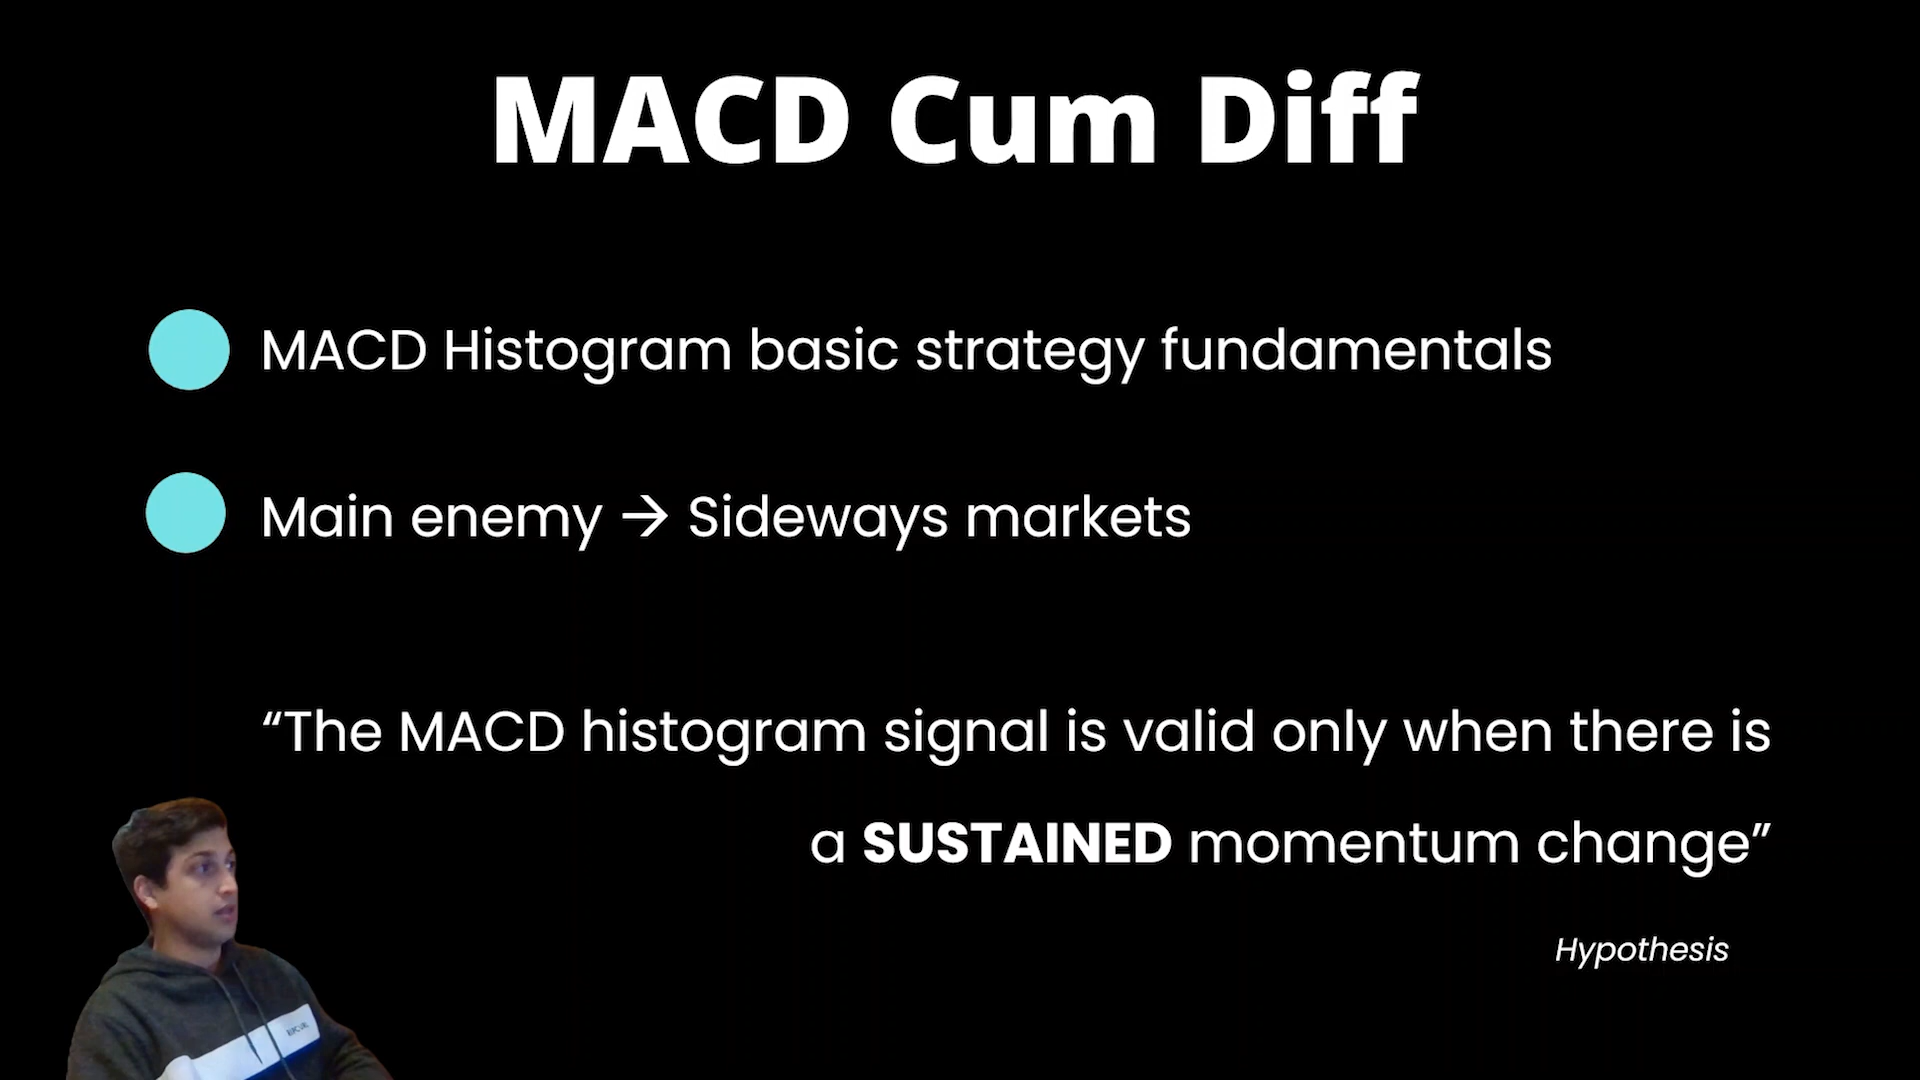 MACD Cum Diff
MACD Histogram basic strategy fundamentals
Main enemy → Sideways markets
“The MACD histogram signal is valid only when there is
a SUSTAINED momentum change”
Hypothesis